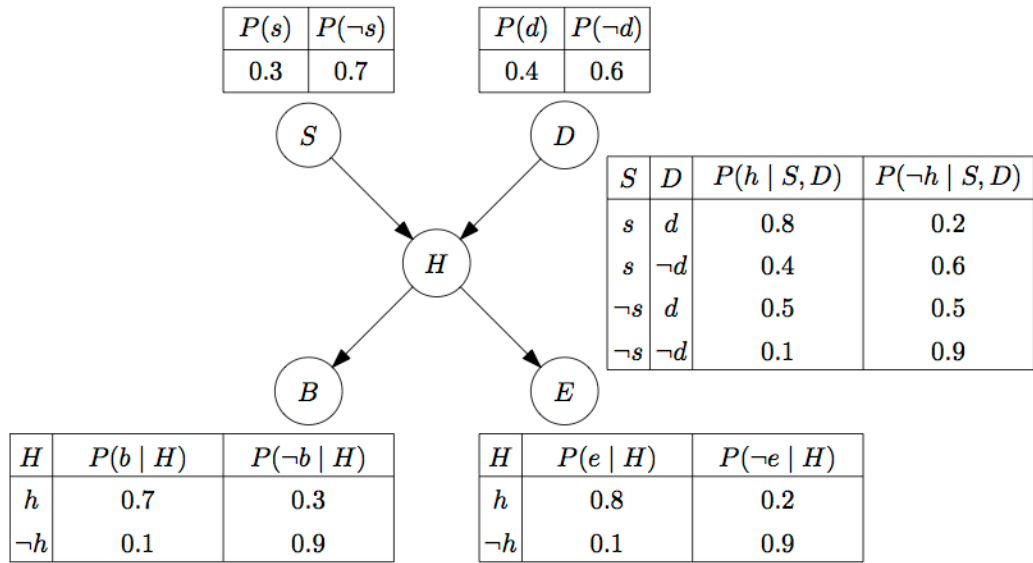 P(s) P(¬s) P(d) P(¬d)
0.3 0.7 0.4 0.6
S D
S D P(h | S, D) P(¬h | S, D)
s d 0.8 0.2
s ¬d 0.4 0.6
¬s d 0.5 0.5
¬s ¬d 0.1 0.9
H
B E
H P(b | H) P(¬b | H)
h 0.7 0.3
¬h 0.1 0.9
H P(e | H) P(¬e | H)
h 0.8 0.2
¬h 0.1 0.9